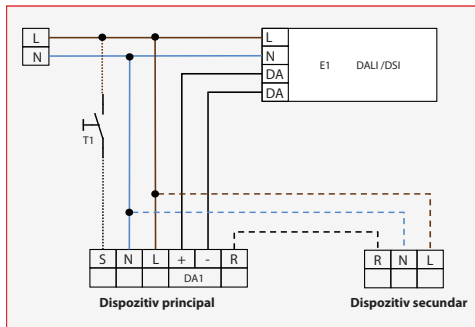 L L
N N
E1 DALI /DSI
DA
DA
T1
S N L + - R
DA1
R N L
Dispozitiv principal Dispozitiv secundar